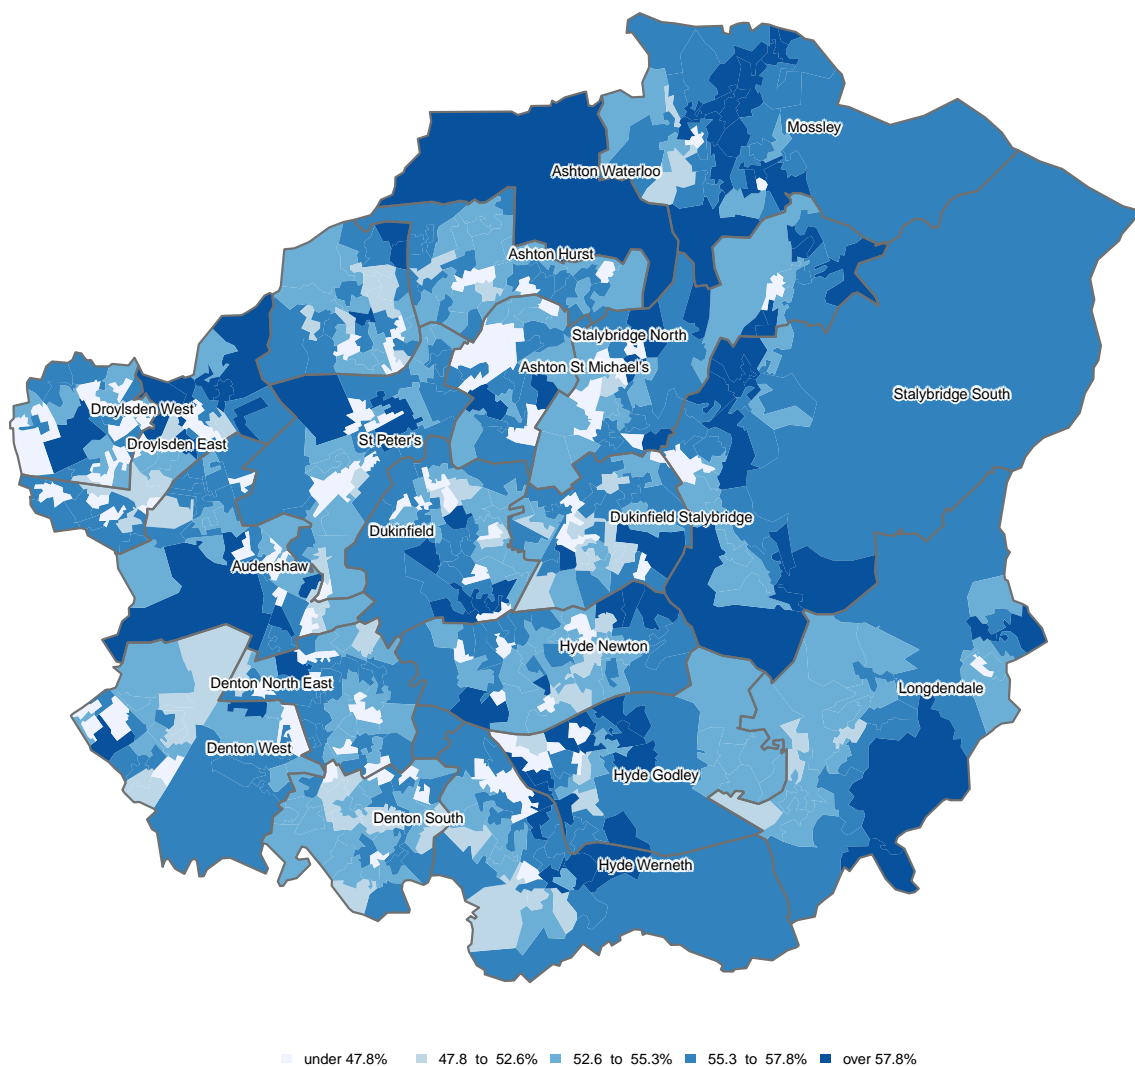 Mossley
Ashton Waterloo
Ashton Hurst
Stalybridge North
Ashton St Michael's
Stalybridge South
Droylsden West
St Peter's
Droylsden East
Dukinfield Stalybridge
Dukinfield
Audenshaw
Hyde Newton
Denton North East
Longdendale
Denton West
Hyde Godley
Denton South
Hyde Werneth
under 47.8% 47.8 to 52.6% 52.6 to 55.3% 55.3 to 57.8% over 57.8%